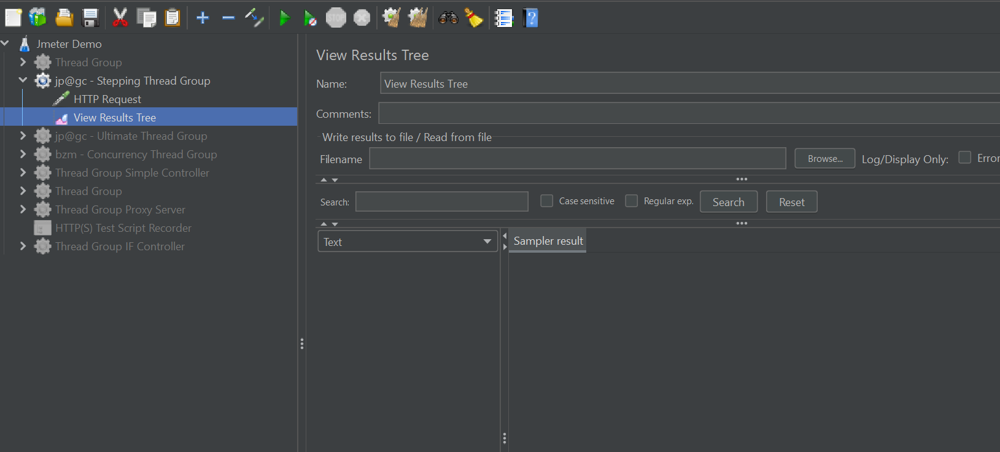 STOP
?
Jmeter Demo
Thread Group
jp@gc - Stepping Thread Group
HTTP Request
View Results Tree
jp@gc - Ultimate Thread Group
bzm - Concurrency Thread Group
Thread Group Simple Controller
Thread Group
Thread Group Proxy Server
HTTP(S) Test Script Recorder
Thread Group IF Controller
View Results Tree
Name: View Results Tree
Comments:
Write results to file / Read from file
Filename Browse... Log/Display Only: Error
Search: Case sensitive Regular exp. Search Reset
Text Sampler result